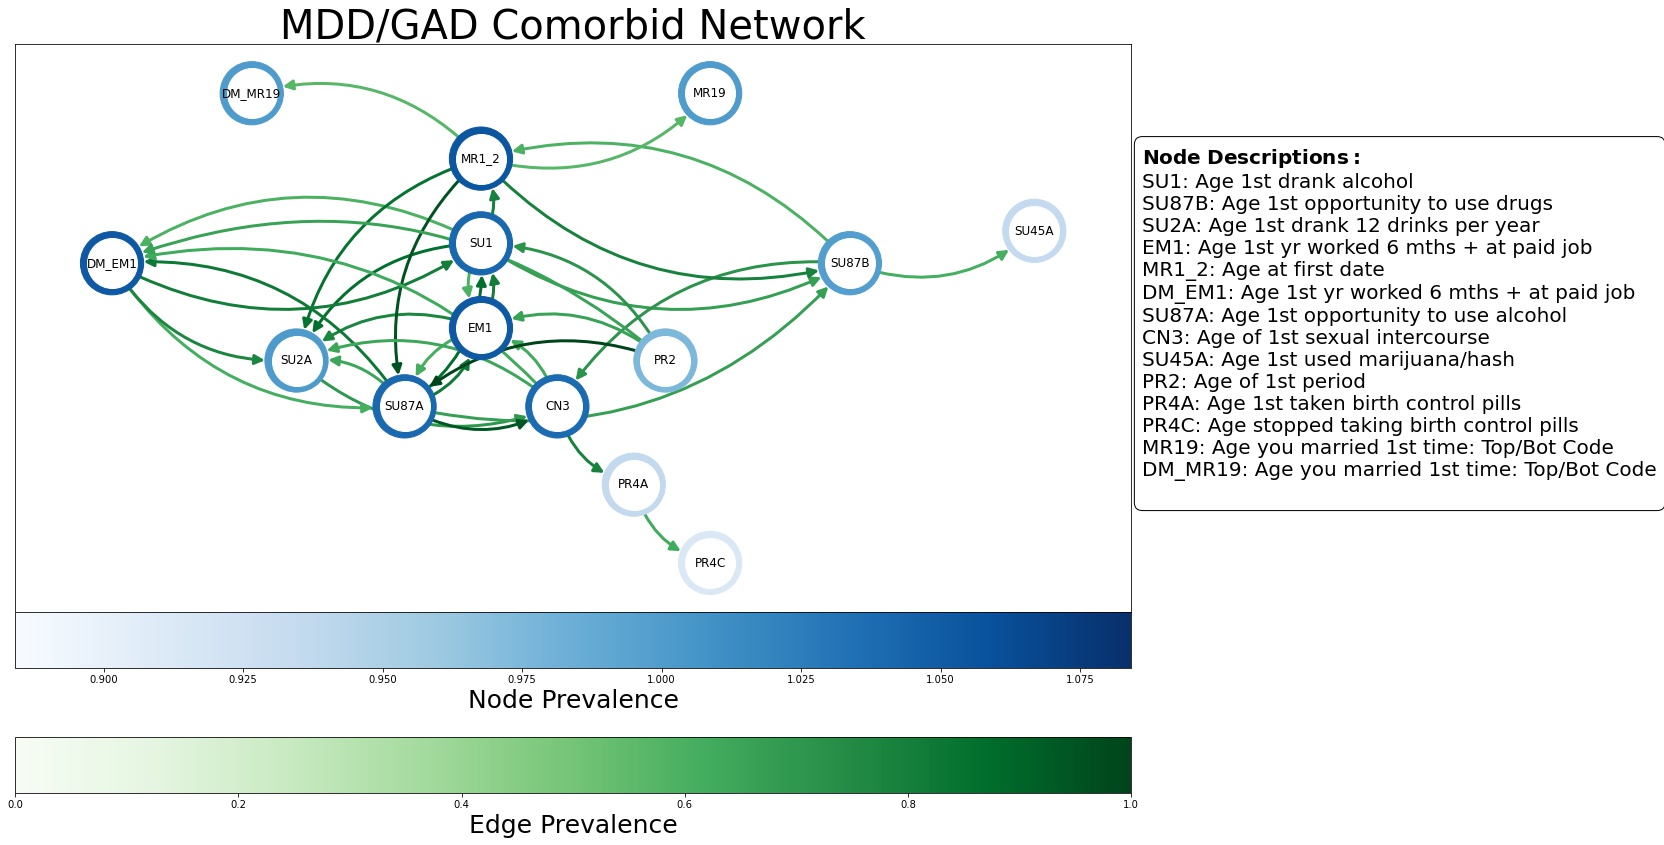 MDD/GAD Comorbid Network
DM_MR19
MR19
MR1_2
SU1
SU45A
DM_EM1
SU87B
EM1
SU2A
PR2
SU87A
CN3
PR4A
PR4C
Node Descriptions:
SU1: Age 1st drank alcohol
SU87B: Age 1st opportunity to use drugs
SU2A: Age 1st drank 12 drinks per year
EM1: Age 1st yr worked 6 mths + at paid job
MR1_2: Age at first date
DM_EM1: Age 1st yr worked 6 mths + at paid job
SU87A: Age 1st opportunity to use alcohol
CN3: Age of 1st sexual intercourse
SU45A: Age 1st used marijuana/hash
PR2: Age of 1st period
PR4A: Age 1st taken birth control pills
PR4C: Age stopped taking birth control pills
MR19: Age you married 1st time: Top/Bot Code
DM_MR19: Age you married 1st time: Top/Bot Code
0.900 0.925 0.950 0.975 1.000 1.025 1.050 1.075
Node Prevalence
0.0 0.2 0.4 0.6 0.8 1.0
Edge Prevalence